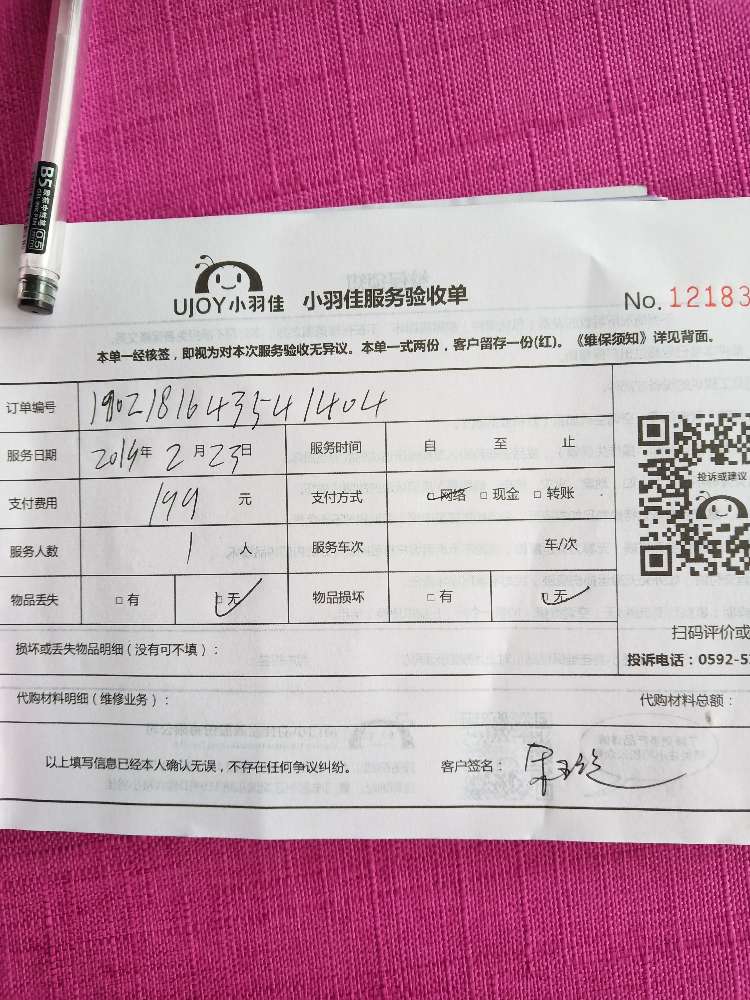 B5
0.5
UJOY小羽佳 小羽佳服务验收单
No. 12183
本单一经核签，即视为对本次服务验收无异议。本单一式两份，客户留存一份(红)。《维保须知》详见背面。
订单编号 1902181643541404
服务日期 2019年 2月 23日 服务时间 自 至 止
支付费用 199 元 支付方式 □网络 □现金 □转账
服务人数 1 人 服务车次 车/次
物品丢失 □有 □无 物品损坏 □有 □无
投诉或建议
扫码评价或
投诉电话：0592-5
损坏或丢失物品明细（没有可不填）：
代购材料明细（维修业务）： 代购材料总额：
以上填写信息已经本人确认无误，不存在任何争议纠纷。 客户签名：